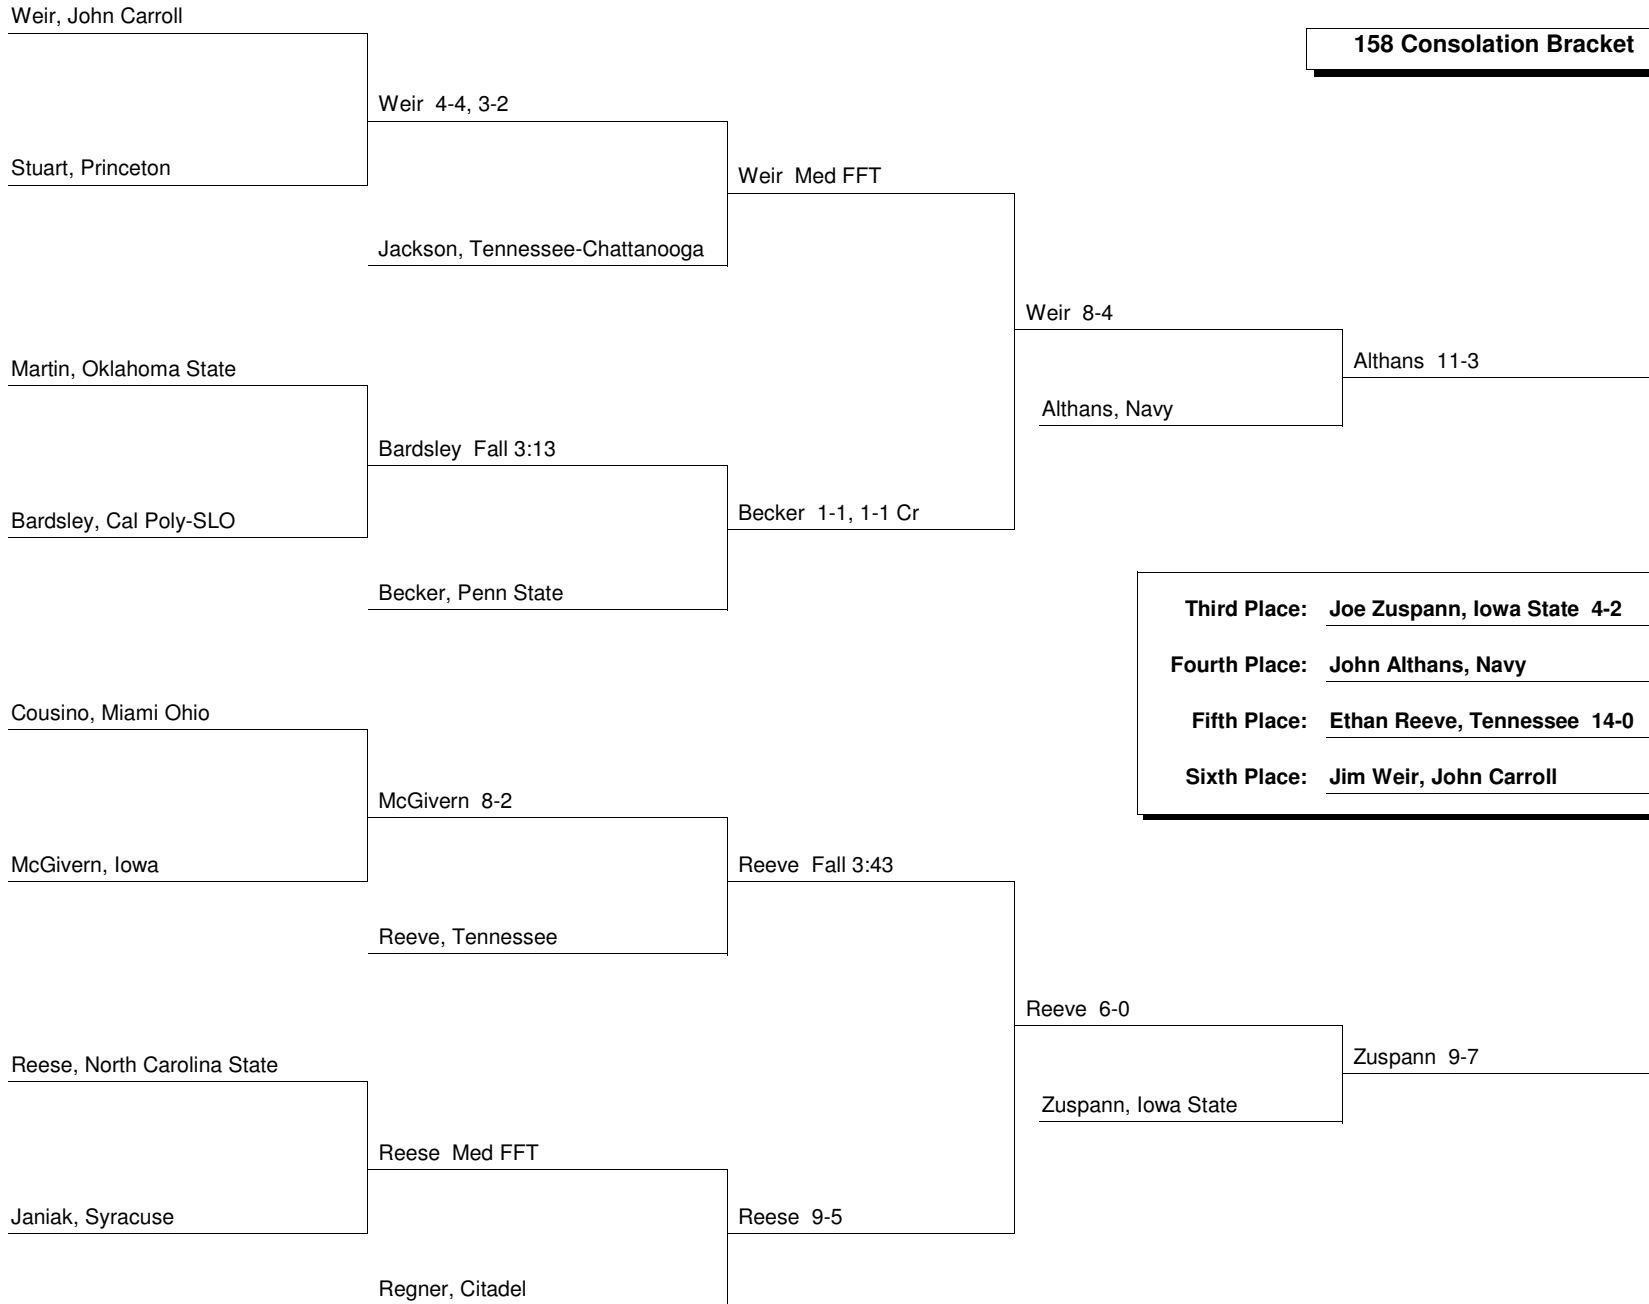 Weir, John Carroll
158 Consolation Bracket
Weir 4-4, 3-2
Stuart, Princeton
Weir Med FFT
Jackson, Tennessee-Chattanooga
Weir 8-4
Martin, Oklahoma State
Althans 11-3
Althans, Navy
Bardsley Fall 3:13
Bardsley, Cal Poly-SLO
Becker 1-1, 1-1 Cr
Becker, Penn State
Third Place: Joe Zuspann, Iowa State 4-2
Fourth Place: John Althans, Navy
Fifth Place: Ethan Reeve, Tennessee 14-0
Sixth Place: Jim Weir, John Carroll
Cousino, Miami Ohio
McGivern 8-2
McGivern, Iowa
Reeve Fall 3:43
Reeve, Tennessee
Reeve 6-0
Reese, North Carolina State
Zuspann 9-7
Zuspann, Iowa State
Reese Med FFT
Janiak, Syracuse
Reese 9-5
Regner, Citadel